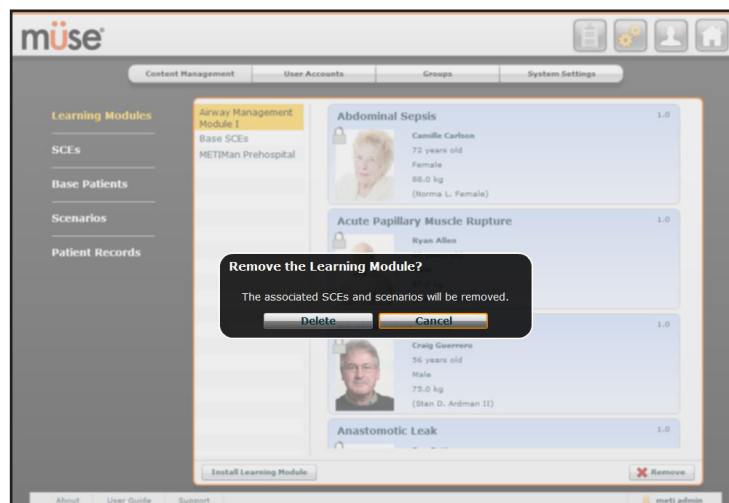 müse
Content Management User Accounts Groups System Settings
Learning Modules
SCEs
Base Patients
Scenarios
Patient Records
Airway Management
Module I
Base SCEs
METIMan Prehospital
Abdominal Sepsis 1.0
Camille Carlson
72 years old
Female
88.0 kg
(Norma L. Female)
Acute Papillary Muscle Rupture 1.0
Ryan Allen
Remove the Learning Module?
The associated SCEs and scenarios will be removed.
Delete Cancel
1.0
Craig Guerrero
56 years old
Male
75.0 kg
(Stan D. Ardman II)
Anastomotic Leak 1.0
Install Learning Module Remove
About User Guide Support meti admin